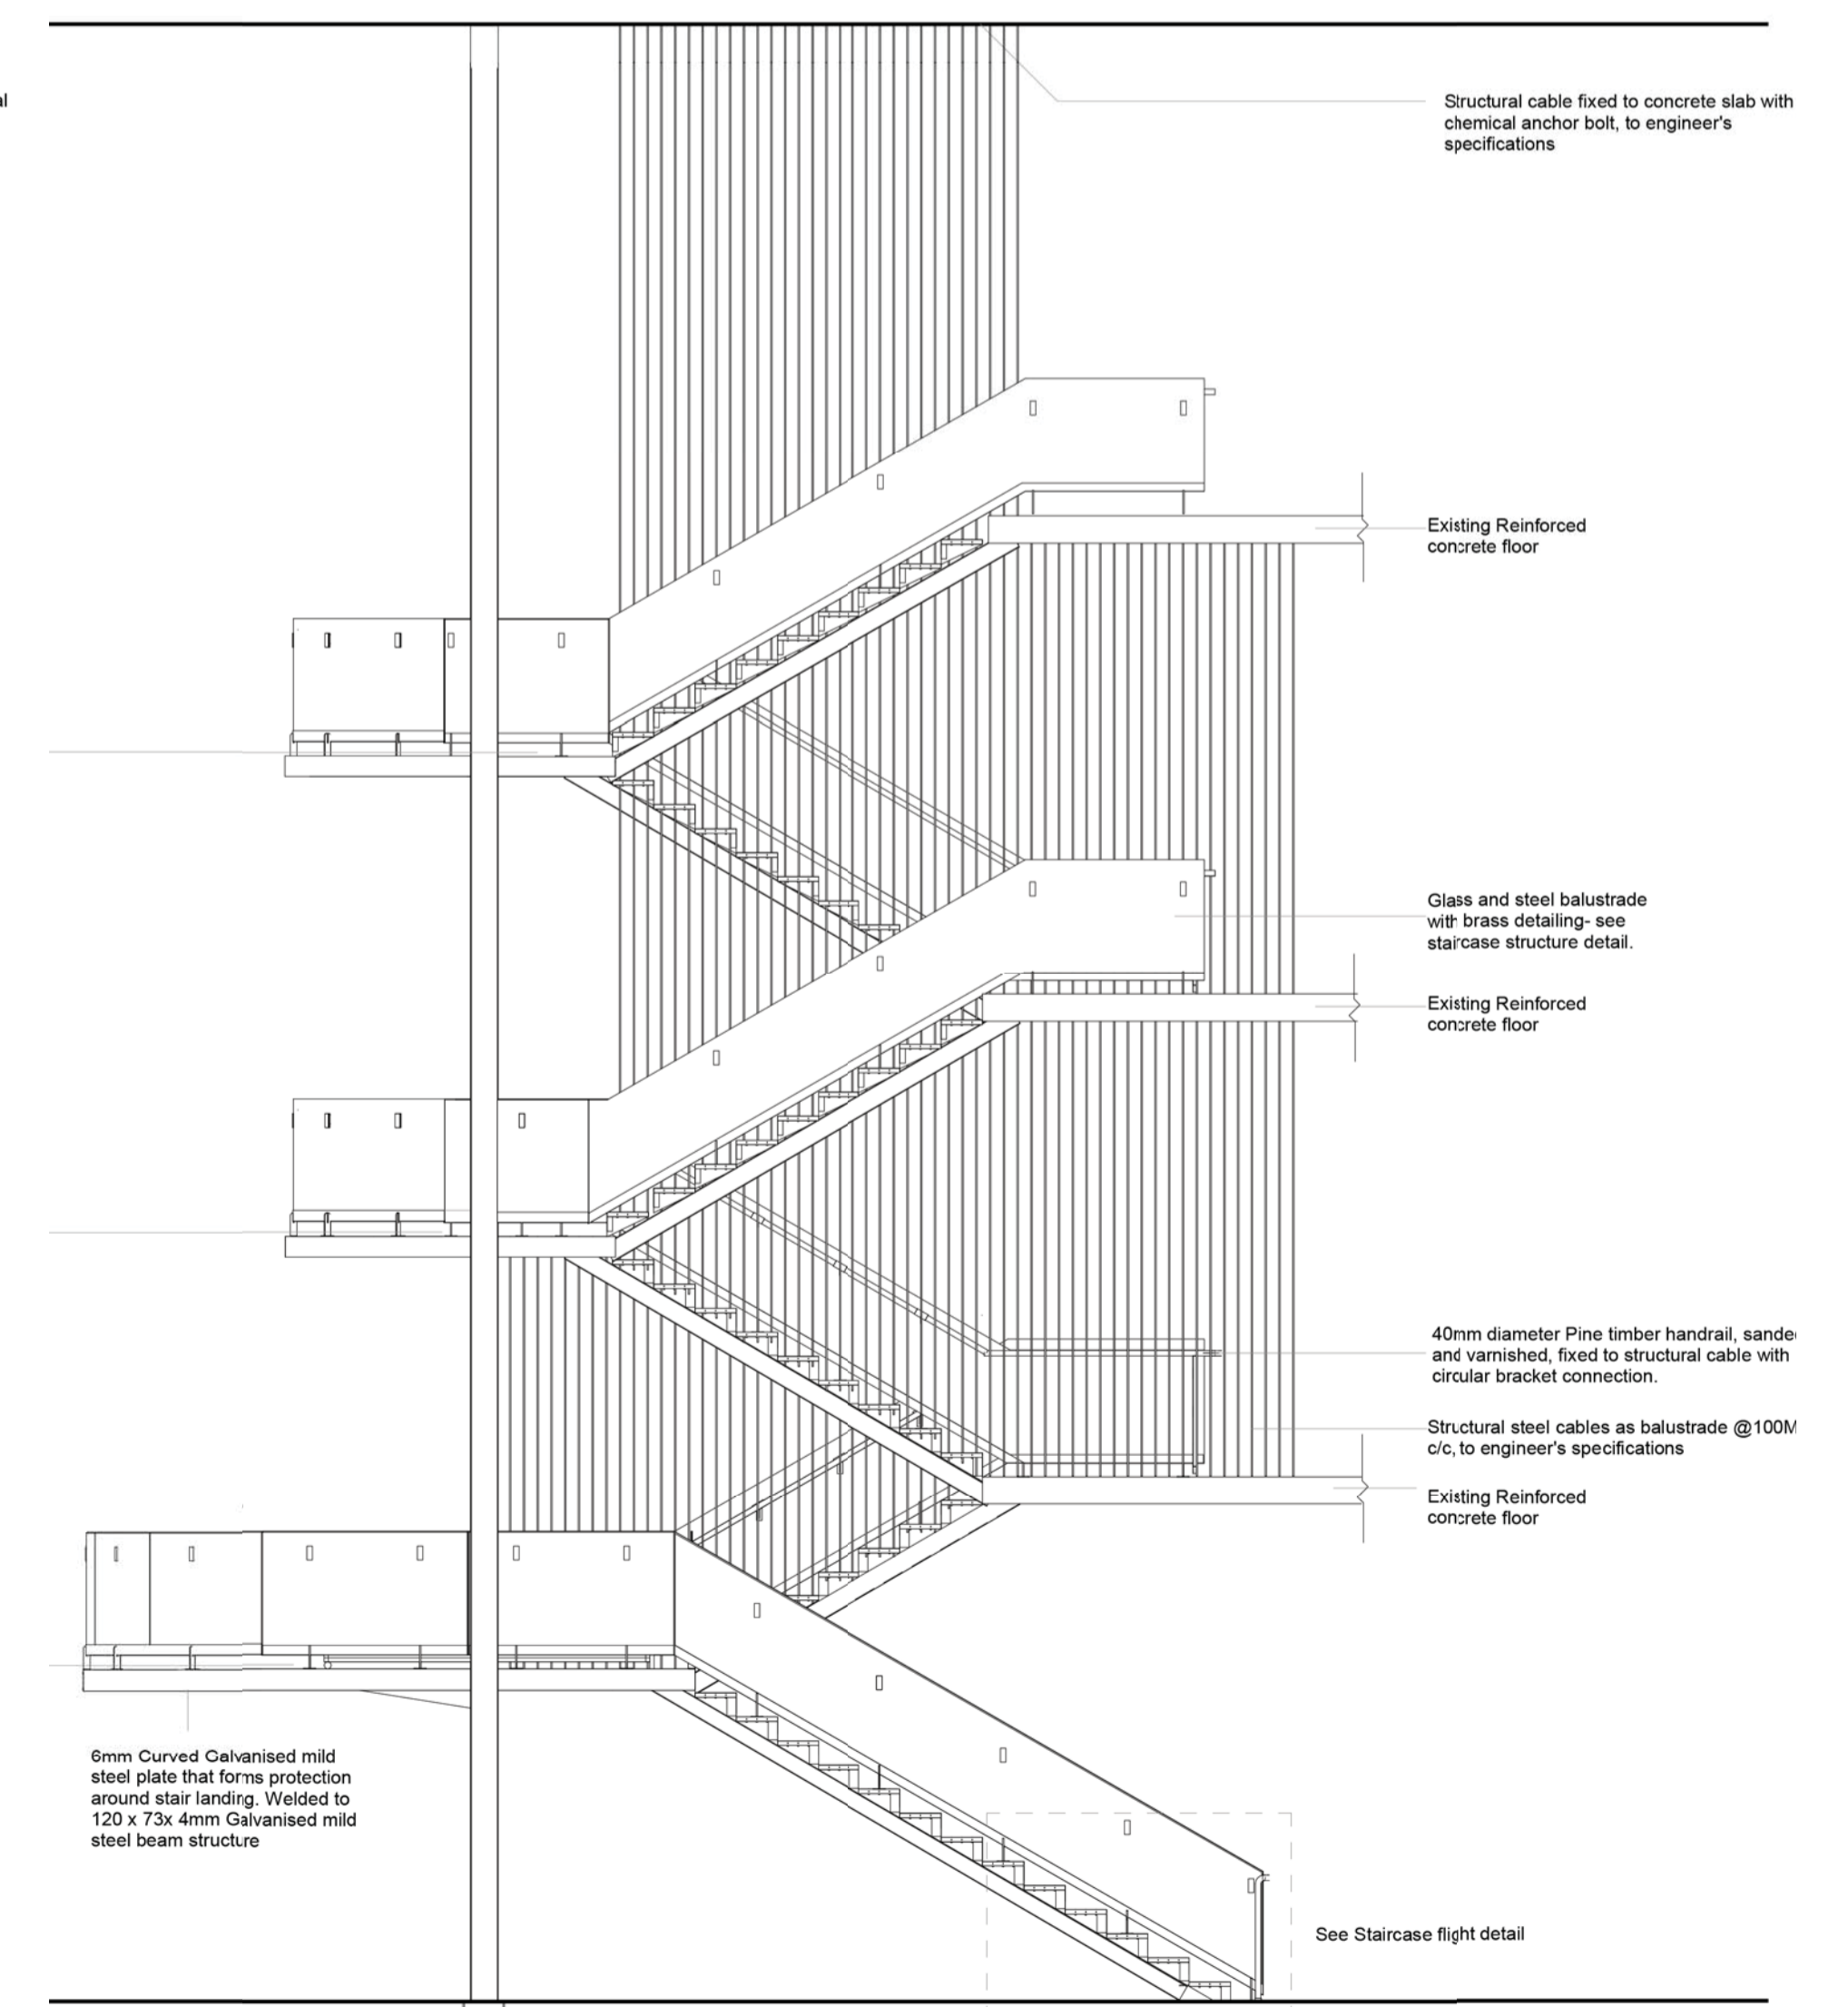 al
Structural cable fixed to concrete slab with
chemical anchor bolt, to engineer's
specifications
Existing Reinforced
concrete floor
Glass and steel balustrade
with brass detailing- see
staircase structure detail.
Existing Reinforced
concrete floor
40mm diameter Pine timber handrail, sande
and varnished, fixed to structural cable with
circular bracket connection.
Structural steel cables as balustrade @100M
c/c, to engineer's specifications
Existing Reinforced
concrete floor
6mm Curved Galvanised mild
steel plate that forms protection
around stair landing. Welded to
120 x 73x 4mm Galvanised mild
steel beam structure
See Staircase flight detail